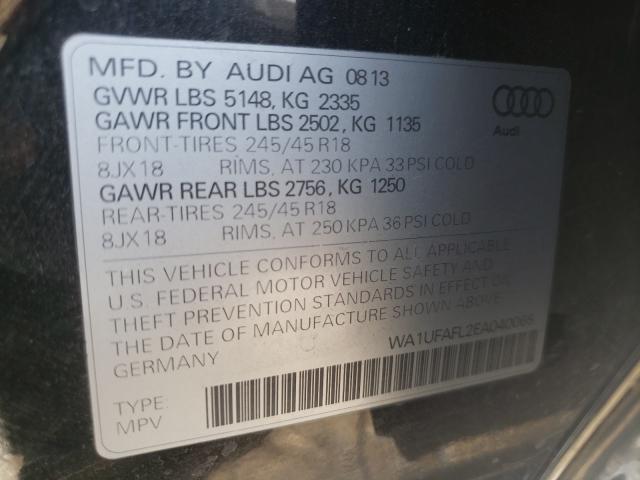 MFD. BY AUDI AG 0813
GVWR LBS 5148, KG 2335
GAWR FRONT LBS 2502, KG 1135
FRONT-TIRES 245/45 R18
8JX18 RIMS, AT 230 KPA 33 PSI COLD
GAWR REAR LBS 2756, KG 1250
REAR-TIRES 245/45 R18
8JX18 RIMS, AT 250 KPA 36 PSI COLD
Audi
THIS VEHICLE CONFORMS TO ALL APPLICABLE
U.S. FEDERAL MOTOR VEHICLE SAFETY AND
THEFT PREVENTION STANDARDS IN EFFECT ON
THE DATE OF MANUFACTURE SHOWN ABOVE
GERMANY
WA1UFAFL2EA040065
TYPE:
MPV